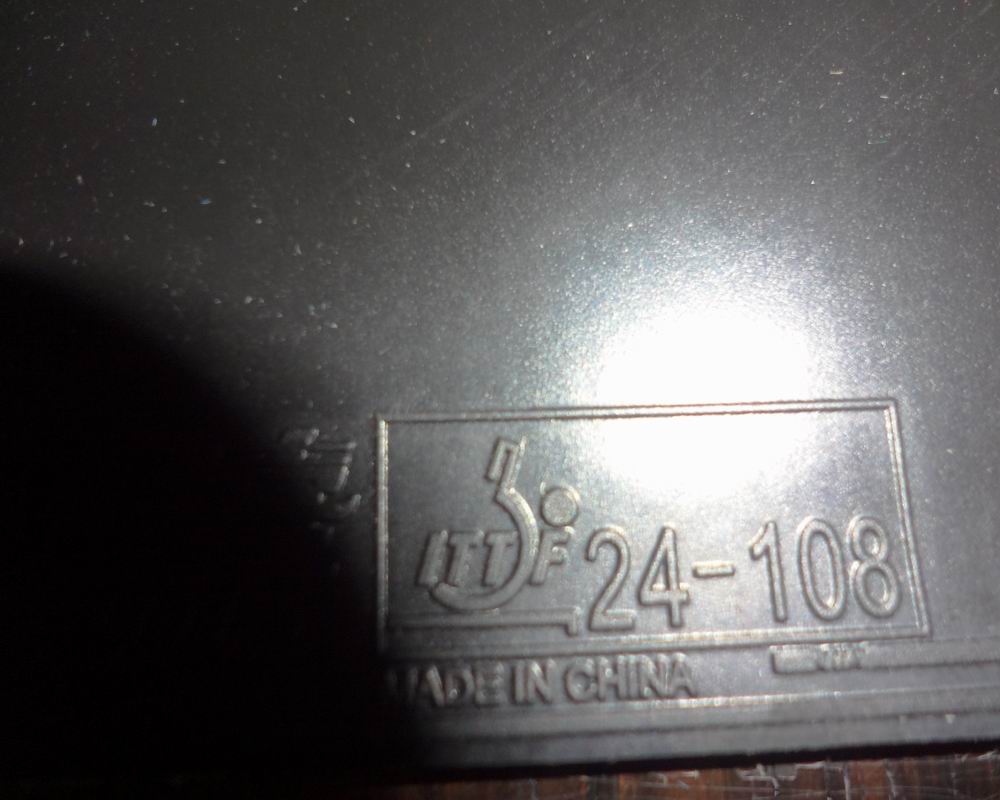 ITTF 24-108
MADE IN CHINA